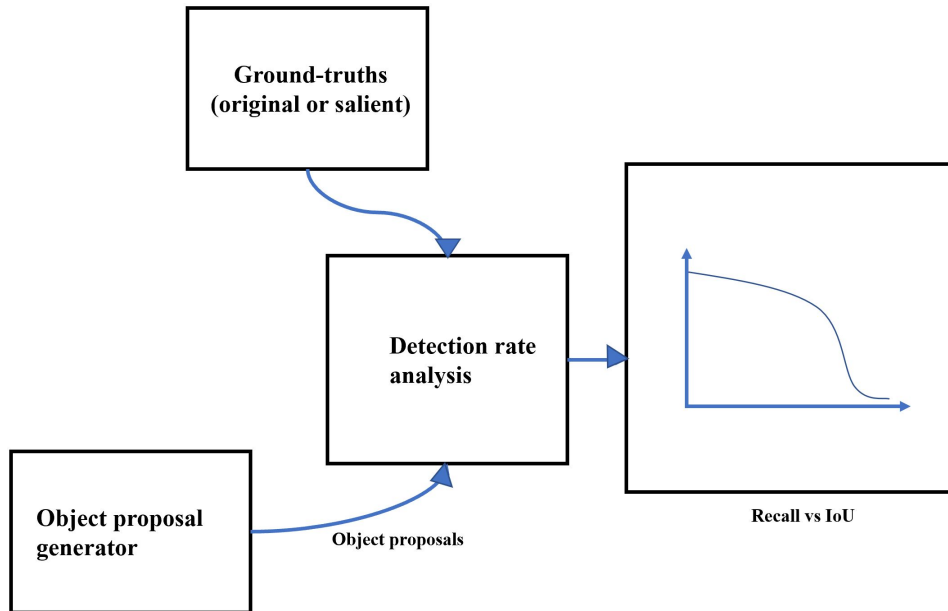 Ground-truths
(original or salient)
Detection rate
analysis
Recall vs IoU
Object proposal
generator
Object proposals